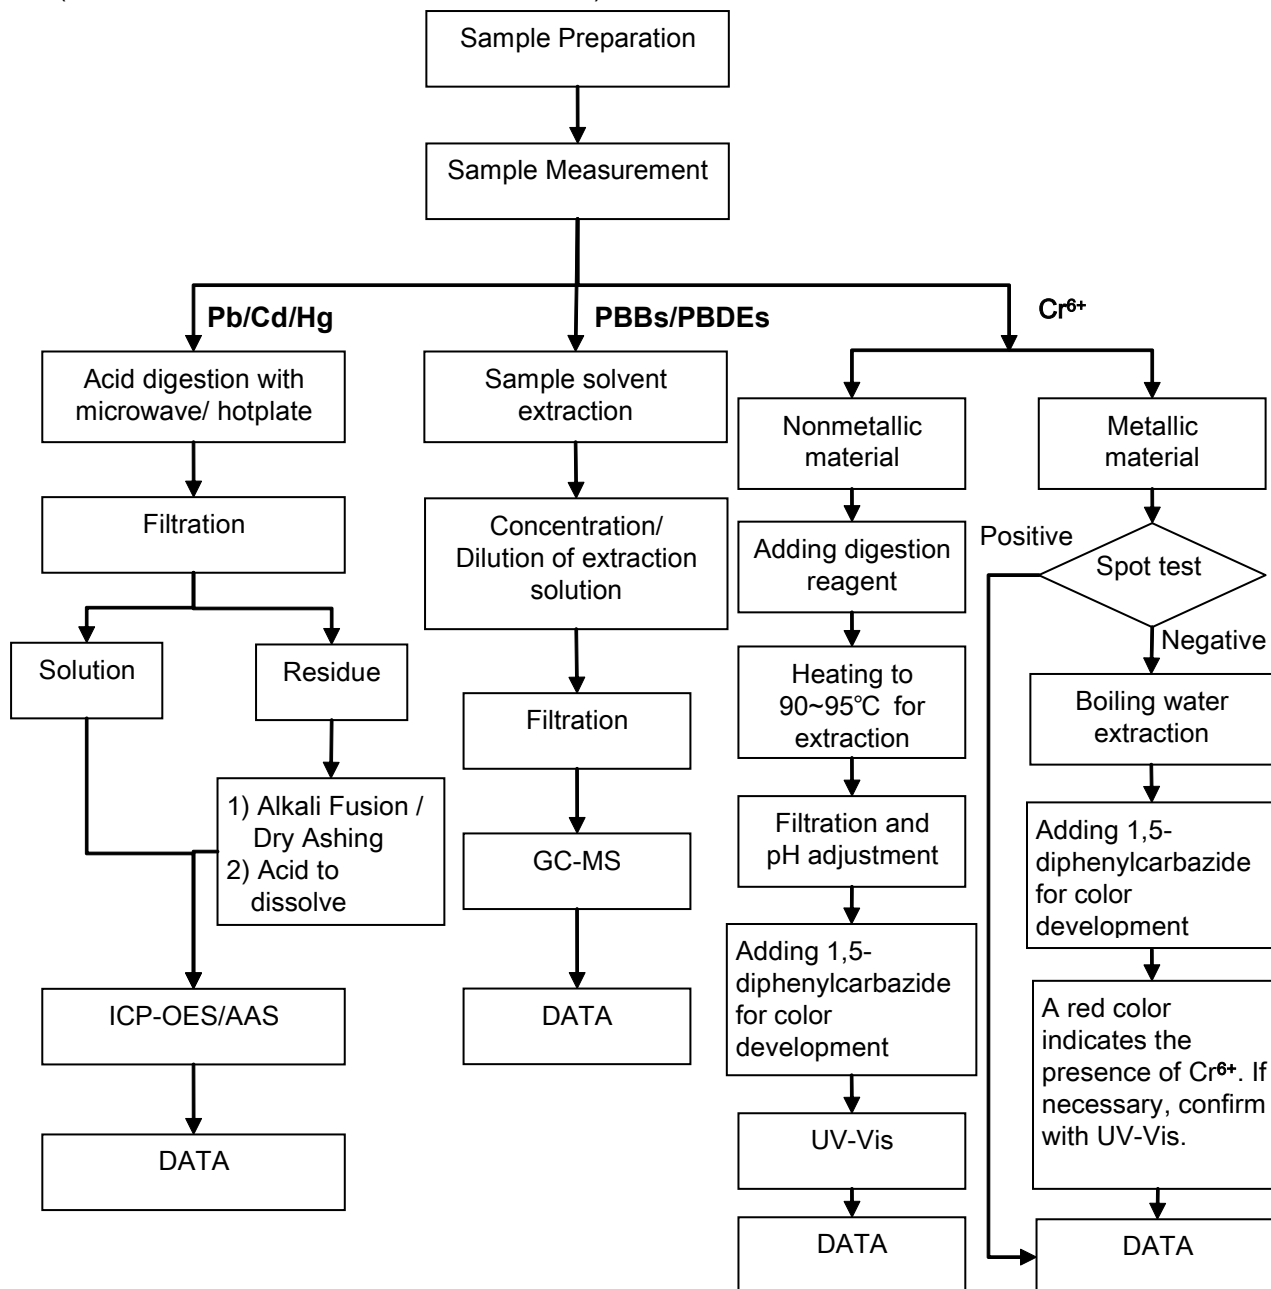 Sample Preparation
Sample Measurement
Pb/Cd/Hg
PBBs/PBDEs
Cr⁶⁺
Acid digestion with
microwave/ hotplate
Filtration
Solution
Residue
1) Alkali Fusion /
Dry Ashing
2) Acid to
dissolve
ICP-OES/AAS
DATA
Sample solvent
extraction
Concentration/
Dilution of extraction
solution
Filtration
GC-MS
DATA
Nonmetallic
material
Adding digestion
reagent
Heating to
90~95℃ for
extraction
Filtration and
pH adjustment
Adding 1,5-
diphenylcarbazide
for color
development
UV-Vis
DATA
Metallic
material
Spot test
Positive
Negative
Boiling water
extraction
Adding 1,5-
diphenylcarbazide
for color
development
A red color
indicates the
presence of Cr⁶⁺. If
necessary, confirm
with UV-Vis.
DATA